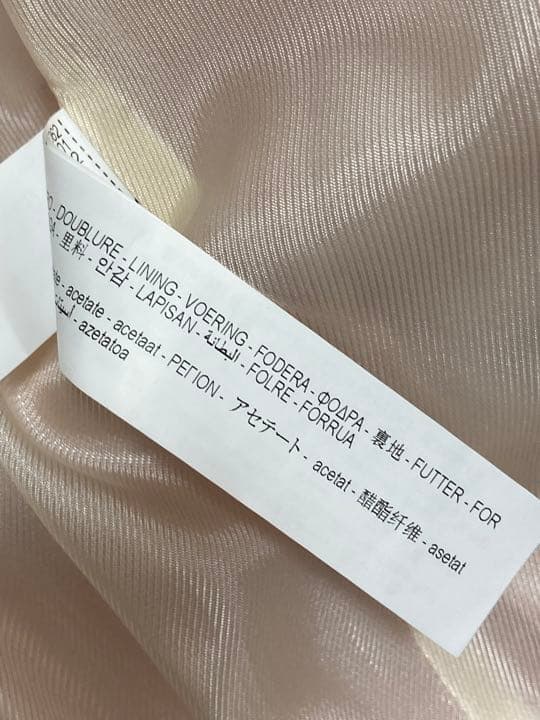 DOUBLURE - LINING - VOERING - FODERA - ΦΟΔΡΑ - 裏地 - FUTTER - FOR
里料 - 안감 - LAPISAN - البطانة - FOLRE - FORRUA
- acetate - acetaat - ΡΕΓΙΟΝ - アセチート - acetat - 醋酯纤维 - asetat
- azetatoa